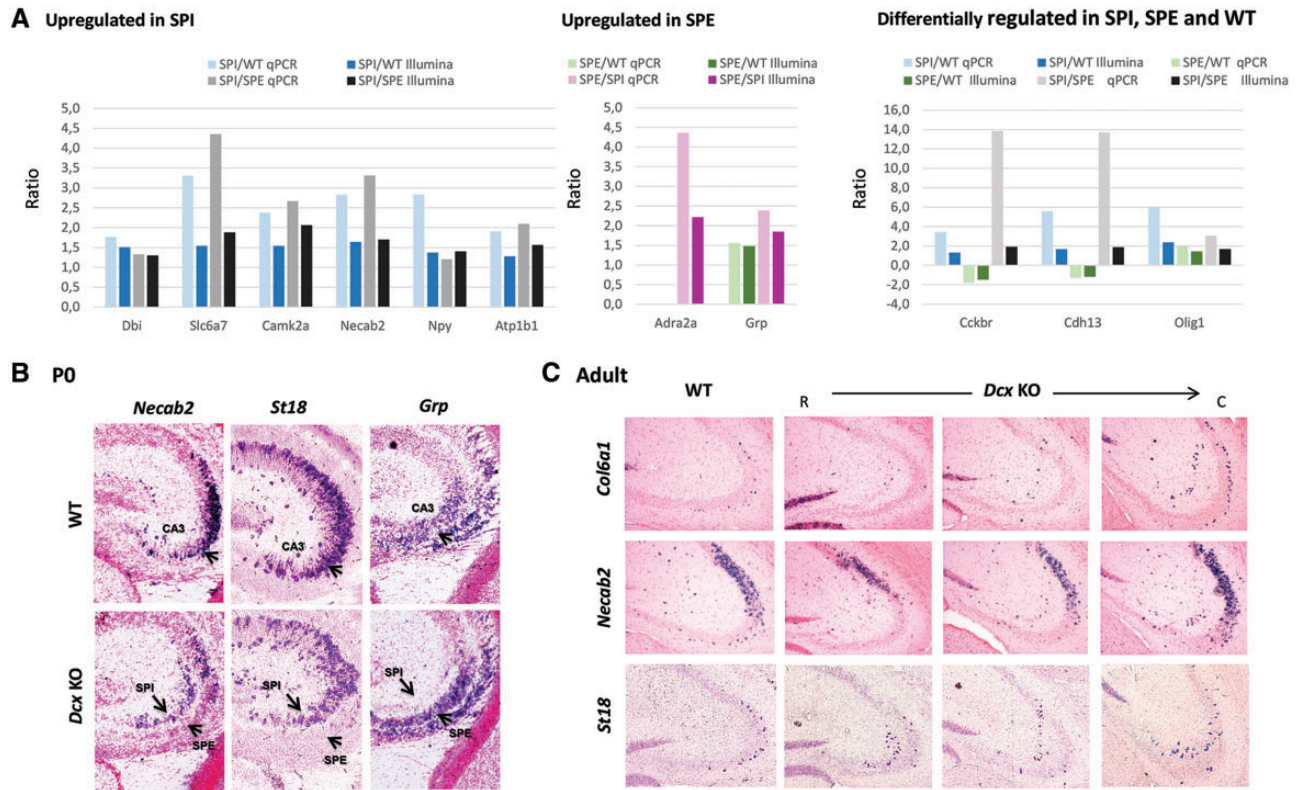 A Upregulated in SPI
SPI/WT qPCR SPI/WT Illumina
SPI/SPE qPCR SPI/SPE Illumina
Ratio
5,0
4,5
4,0
3,5
3,0
2,5
2,0
1,5
1,0
0,5
0,0
Dbi Slc6a7 Camk2a Necab2 Npy Atp1b1
Upregulated in SPE
SPE/WT qPCR SPE/WT Illumina
SPE/SPI qPCR SPE/SPI Illumina
Ratio
5,0
4,5
4,0
3,5
3,0
2,5
2,0
1,5
1,0
0,5
0,0
Adra2a Grp
Differentially regulated in SPI, SPE and WT
SPI/WT qPCR SPI/WT Illumina SPE/WT qPCR
SPE/WT Illumina SPI/SPE qPCR SPI/SPE Illumina
Ratio
16,0
14,0
12,0
10,0
8,0
6,0
4,0
2,0
0,0
-2,0
-4,0
Cckbr Cdh13 Olig1
B P0
Necab2 St18 Grp
WT
CA3 CA3 CA3
Dcx KO
SPI SPI SPI
SPE SPE SPE
C Adult
WT Dcx KO
R C
Col6a1
Necab2
St18